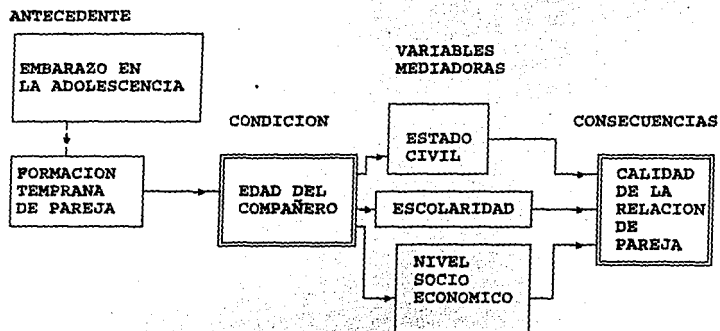 ANTECEDENTE
EMBARAZO EN
LA ADOLESCENCIA
FORMACION
TEMPRANA
DE PAREJA
CONDICION
EDAD DEL
COMPAÑERO
VARIABLES
MEDIADORAS
ESTADO
CIVIL
ESCOLARIDAD
NIVEL
SOCIO
ECONOMICO
CONSECUENCIAS
CALIDAD
DE LA
RELACION
DE
PAREJA